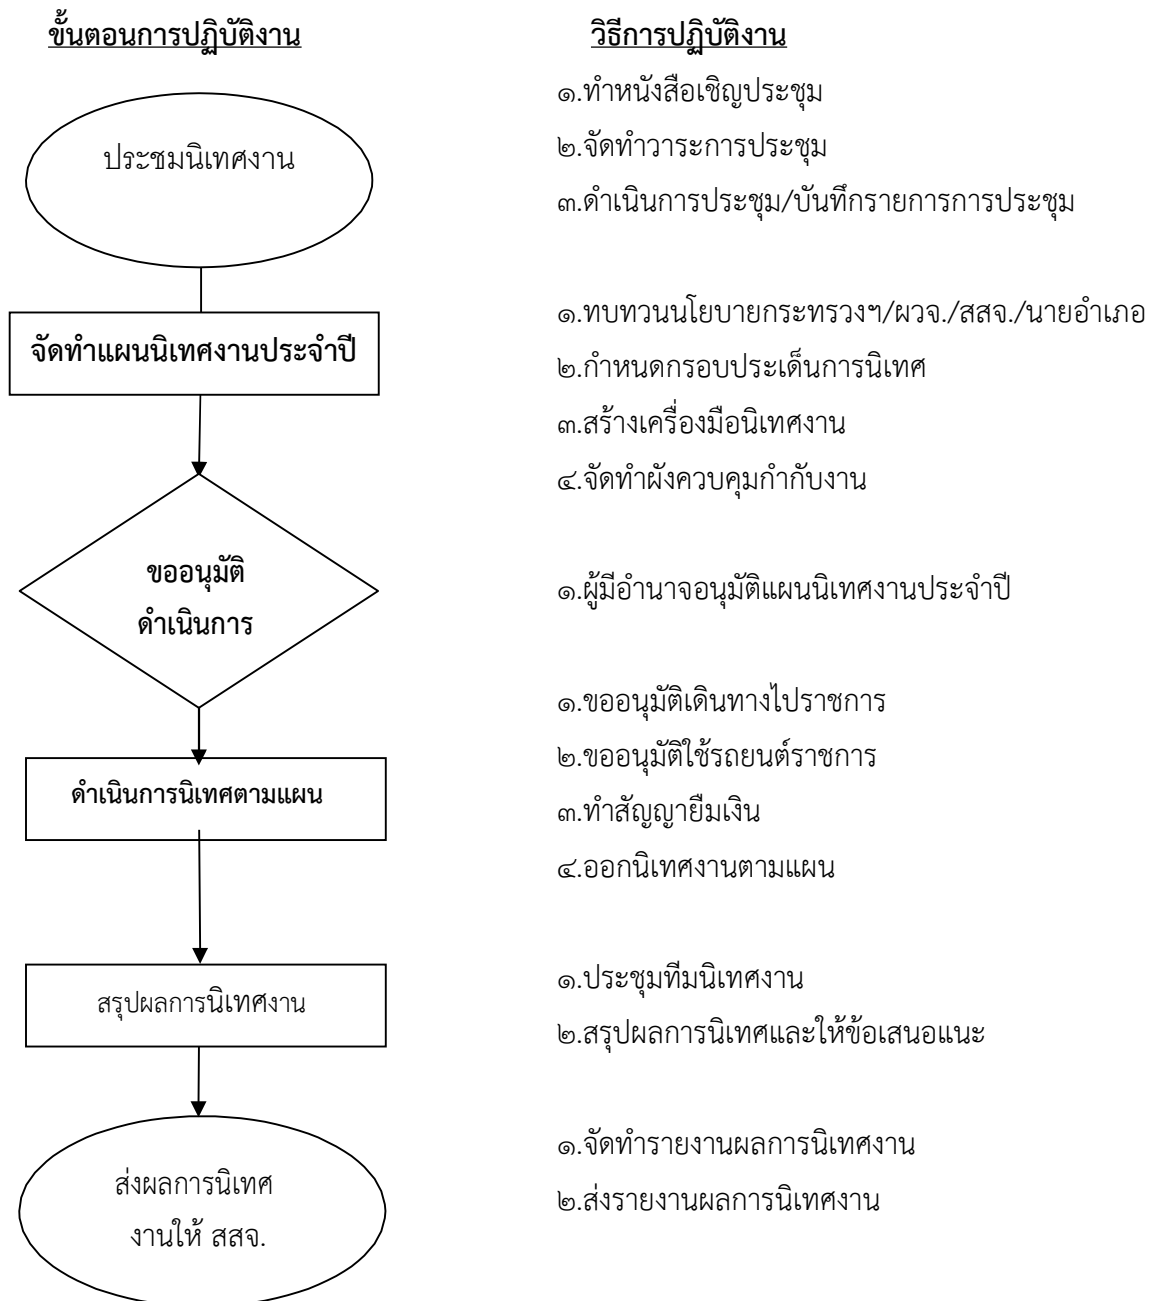 ขั้นตอนการปฏิบัติงาน
วิธีการปฏิบัติงาน
ประชมนิเทศงาน
๑.ทำหนังสือเชิญประชุม
๒.จัดทำวาระการประชุม
๓.ดำเนินการประชุม/บันทึกรายการการประชุม
จัดทำแผนนิเทศงานประจำปี
๑.ทบทวนนโยบายกระทรวงฯ/ผวจ./สสจ./นายอำเภอ
๒.กำหนดกรอบประเด็นการนิเทศ
๓.สร้างเครื่องมือนิเทศงาน
๔.จัดทำผังควบคุมกำกับงาน
ขออนุมัติ
ดำเนินการ
๑.ผู้มีอำนาจอนุมัติแผนนิเทศงานประจำปี
ดำเนินการนิเทศตามแผน
๑.ขออนุมัติเดินทางไปราชการ
๒.ขออนุมัติใช้รถยนต์ราชการ
๓.ทำสัญญายืมเงิน
๔.ออกนิเทศงานตามแผน
สรุปผลการนิเทศงาน
๑.ประชุมทีมนิเทศงาน
๒.สรุปผลการนิเทศและให้ข้อเสนอแนะ
ส่งผลการนิเทศ
งานให้ สสจ.
๑.จัดทำรายงานผลการนิเทศงาน
๒.ส่งรายงานผลการนิเทศงาน